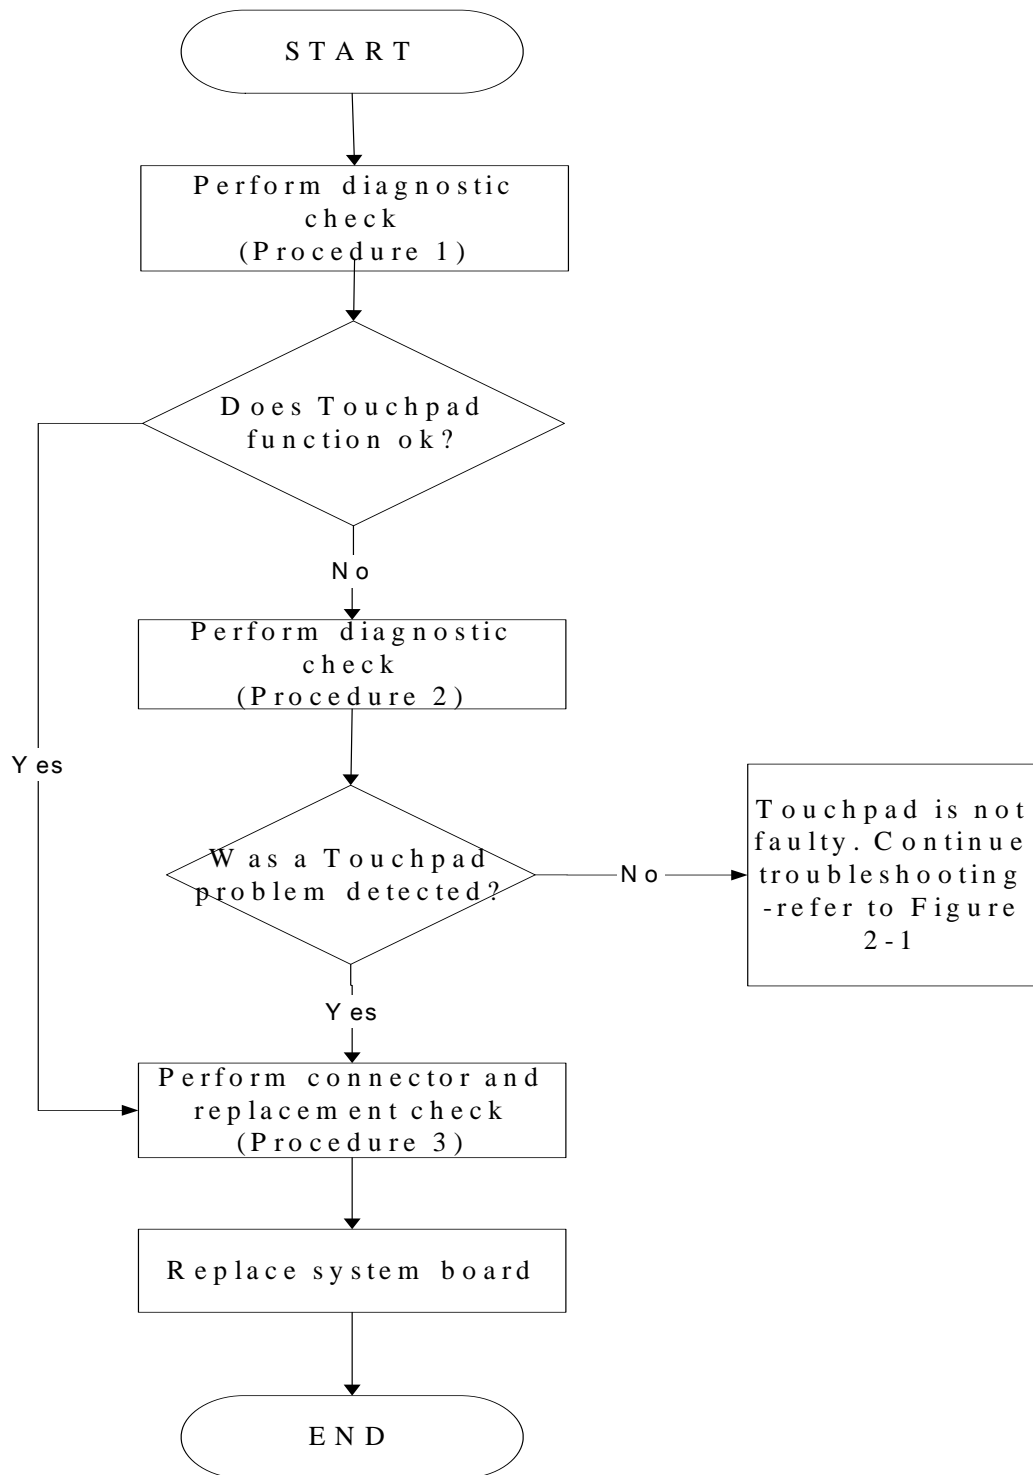 START
Perform diagnostic
check
(Procedure 1)
Does Touchpad
function ok?
No
Perform diagnostic
check
(Procedure 2)
Yes
Was a Touchpad
problem detected?
No
Touchpad is not
faulty. Continue
troubleshooting
-refer to Figure
2-1
Yes
Perform connector and
replacement check
(Procedure 3)
Replace system board
END